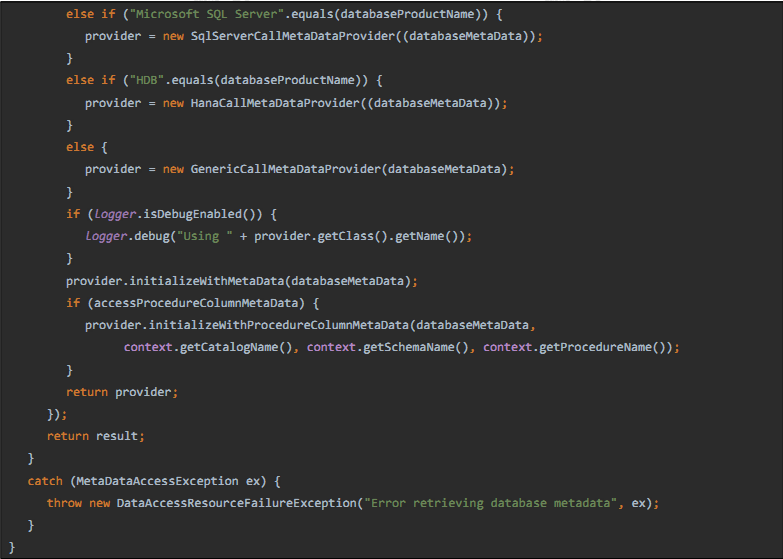 else if ("Microsoft SQL Server".equals(databaseProductName)) {
provider = new SqlServerCallMetaDataProvider((databaseMetaData));
}
else if ("HDB".equals(databaseProductName)) {
provider = new HanaCallMetaDataProvider((databaseMetaData));
}
else {
provider = new GenericCallMetaDataProvider(databaseMetaData);
}
if (logger.isDebugEnabled()) {
logger.debug("Using " + provider.getClass().getName());
}
provider.initializeWithMetaData(databaseMetaData);
if (accessProcedureColumnMetaData) {
provider.initializeWithProcedureColumnMetaData(databaseMetaData,
context.getCatalogName(), context.getSchemaName(), context.getProcedureName());
}
return provider;
});
return result;
}
catch (MetaDataAccessException ex) {
throw new DataAccessResourceFailureException("Error retrieving database metadata", ex);
}
}